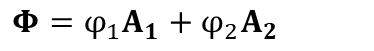 𝚽 = φ₁𝐀₁ + φ₂𝐀₂